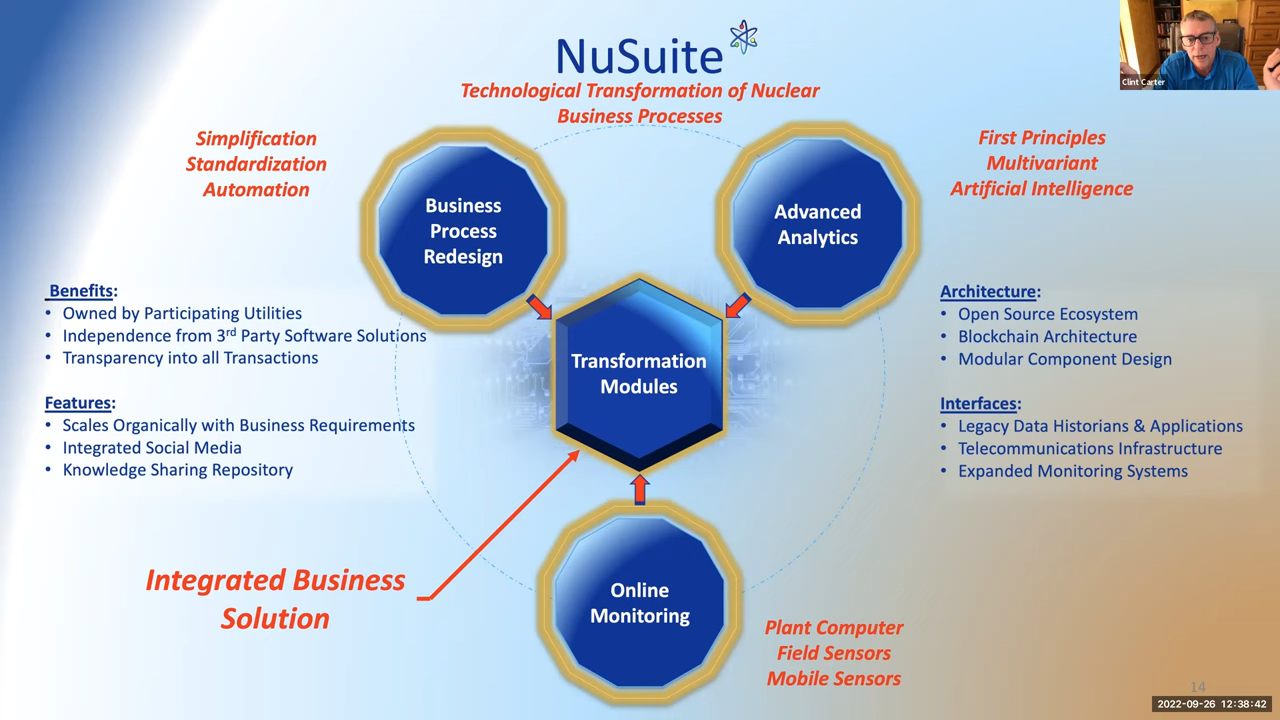 NuSuite
Technological Transformation of Nuclear
Business Processes
Clint Carter
Simplification
Standardization
Automation
First Principles
Multivariant
Artificial Intelligence
Business
Process
Redesign
Advanced
Analytics
Transformation
Modules
Benefits:
• Owned by Participating Utilities
• Independence from 3rd Party Software Solutions
• Transparency into all Transactions
Features:
• Scales Organically with Business Requirements
• Integrated Social Media
• Knowledge Sharing Repository
Architecture:
• Open Source Ecosystem
• Blockchain Architecture
• Modular Component Design
Interfaces:
• Legacy Data Historians & Applications
• Telecommunications Infrastructure
• Expanded Monitoring Systems
Integrated Business
Solution
Online
Monitoring
Plant Computer
Field Sensors
Mobile Sensors
14
2022-09-26 12:38:42